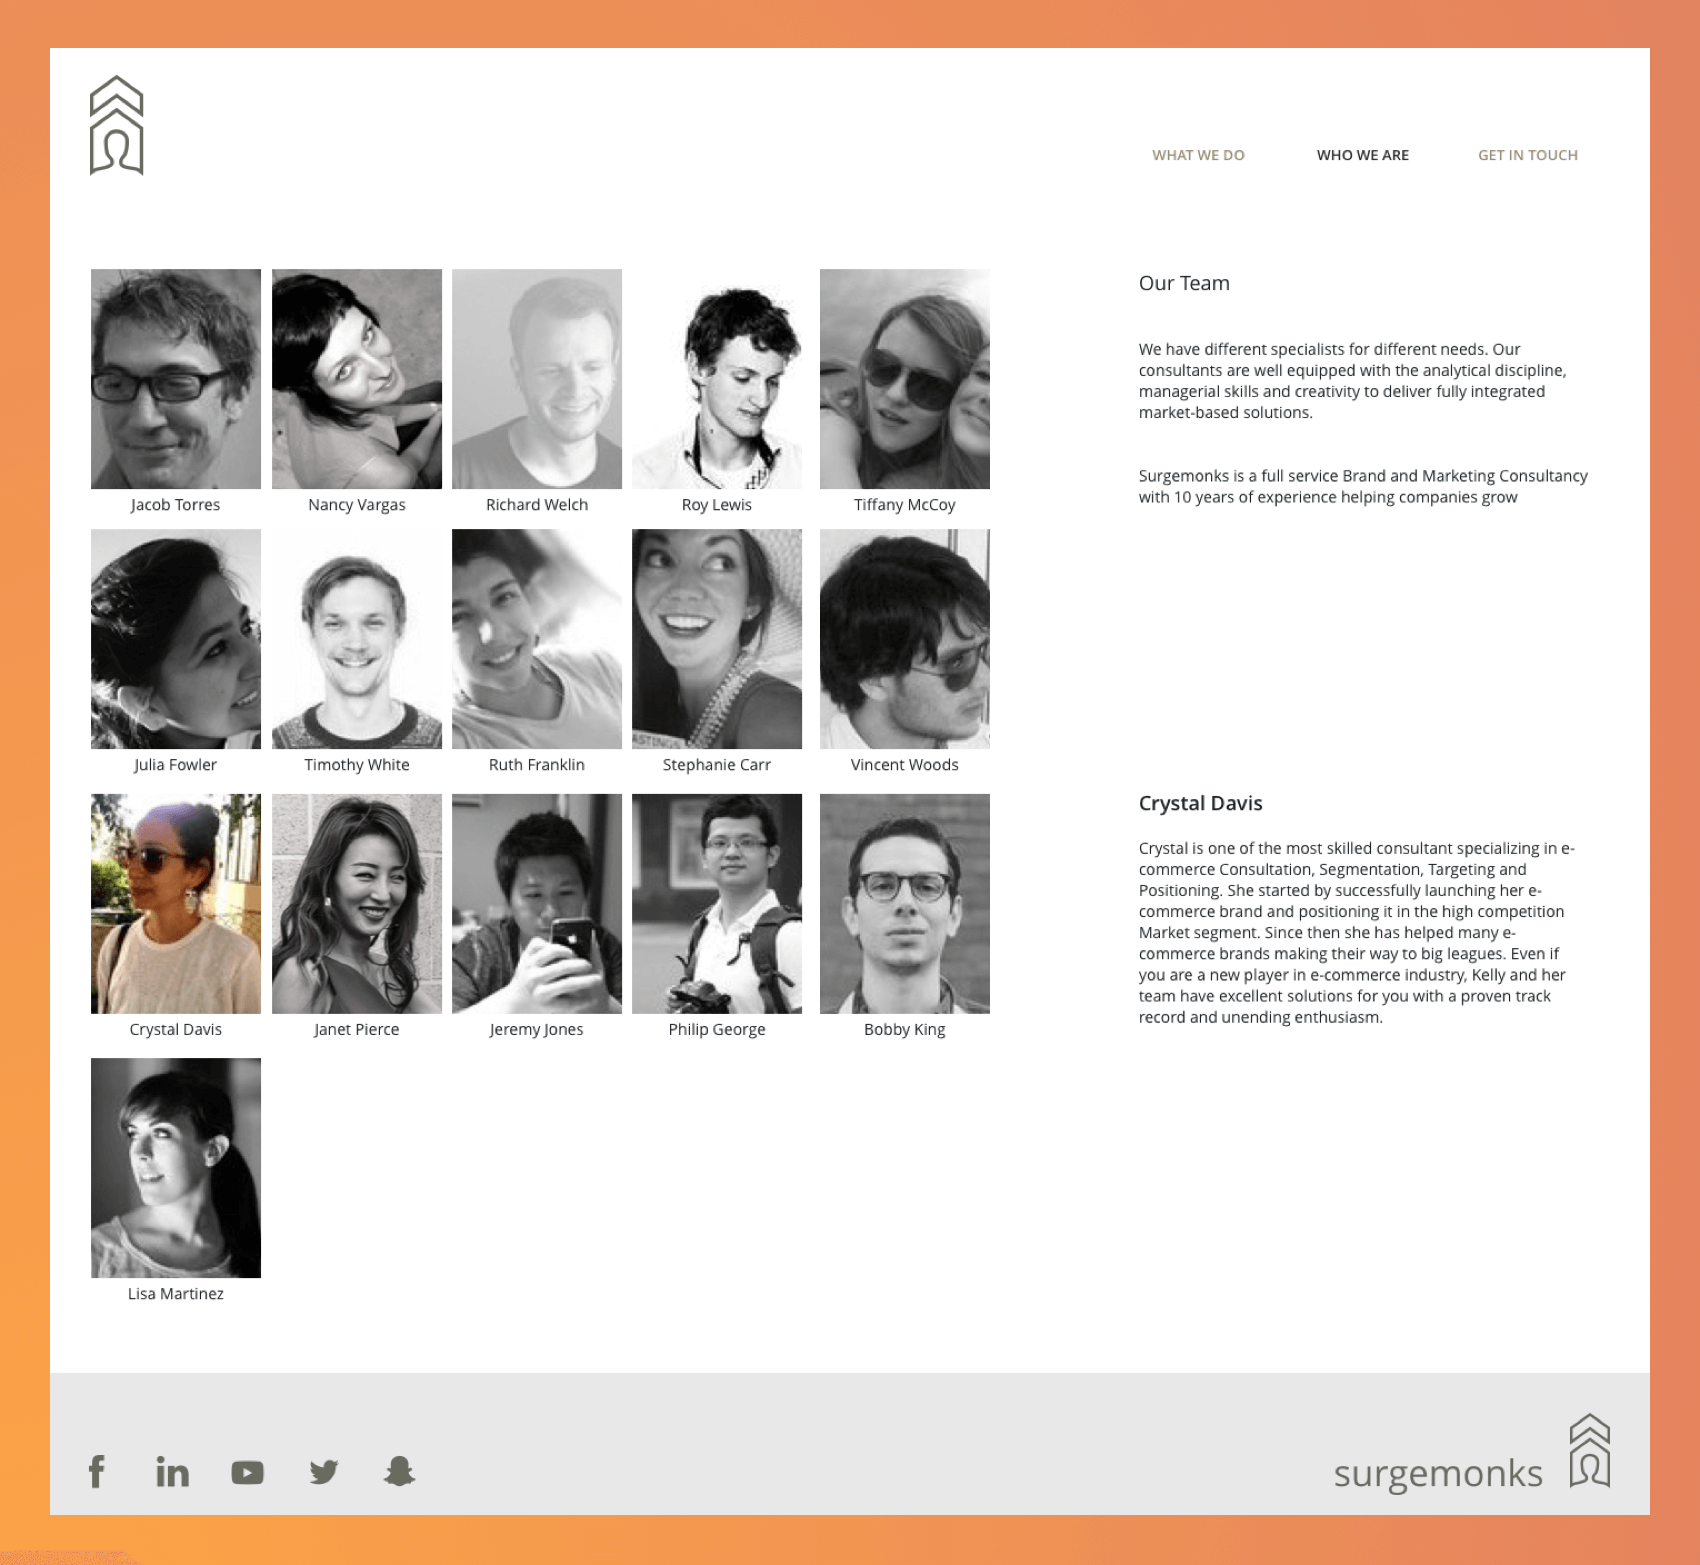 WHAT WE DO
WHO WE ARE
GET IN TOUCH
Jacob Torres
Nancy Vargas
Richard Welch
Roy Lewis
Tiffany McCoy
Julia Fowler
Timothy White
Ruth Franklin
Stephanie Carr
Vincent Woods
Crystal Davis
Janet Pierce
Jeremy Jones
Philip George
Bobby King
Lisa Martinez
Our Team
We have different specialists for different needs. Our
consultants are well equipped with the analytical discipline,
managerial skills and creativity to deliver fully integrated
market-based solutions.
Surgemonks is a full service Brand and Marketing Consultancy
with 10 years of experience helping companies grow
Crystal Davis
Crystal is one of the most skilled consultant specializing in e-
commerce Consultation, Segmentation, Targeting and
Positioning. She started by successfully launching her e-
commerce brand and positioning it in the high competition
Market segment. Since then she has helped many e-
commerce brands making their way to big leagues. Even if
you are a new player in e-commerce industry, Kelly and her
team have excellent solutions for you with a proven track
record and unending enthusiasm.
surgemonks